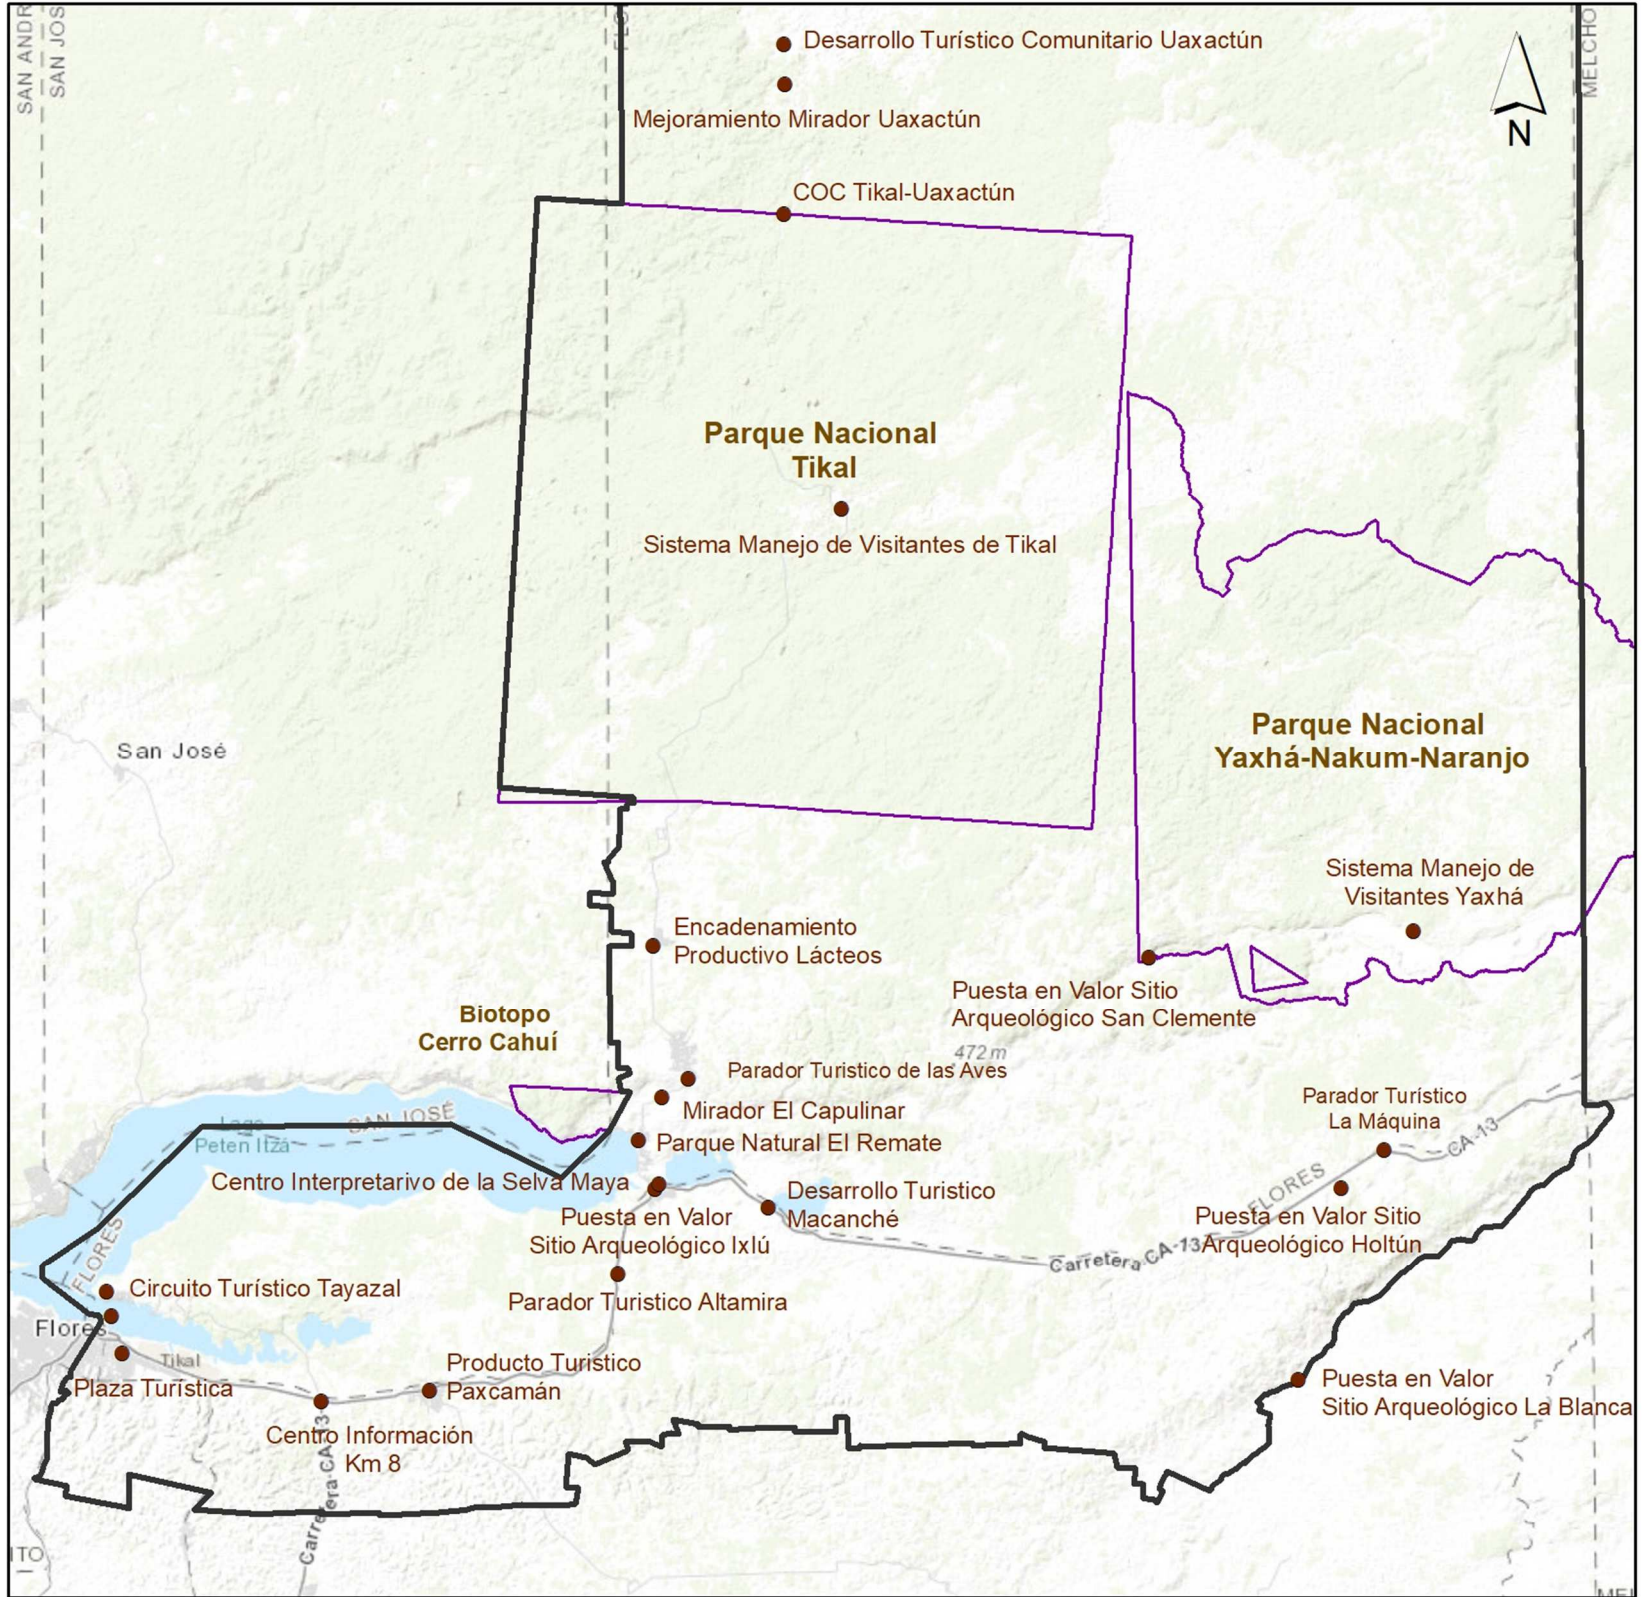 SAN ANDR
SAN JOS
FLO
MELCHO
Desarrollo Turístico Comunitario Uaxactún
Mejoramiento Mirador Uaxactún
N
COC Tikal-Uaxactún
Parque Nacional
Tikal
Sistema Manejo de Visitantes de Tikal
San José
Parque Nacional
Yaxhá-Nakum-Naranjo
Sistema Manejo de
Visitantes Yaxhá
Encadenamiento
Productivo Lácteos
Puesta en Valor Sitio
Arqueológico San Clemente
Biotopo
Cerro Cahuí
472 m
Parador Turistico de las Aves
Mirador El Capulinar
Parador Turístico
La Máquina
Lago
Peten Itzá
SAN JOSÉ
Parque Natural El Remate
CA-13
Centro Interpretarivo de la Selva Maya
Desarrollo Turistico
Macanché
FLORES
Puesta en Valor
Sitio Arqueológico Ixlú
Puesta en Valor Sitio
Arqueológico Holtún
Carretera CA-13
FLORES
Circuito Turístico Tayazal
Parador Turistico Altamira
Flores
Tikal
Plaza Turística
Producto Turistico
Paxcamán
Puesta en Valor
Sitio Arqueológico La Blanca
Centro Información
Km 8
Carretera CA-13
ITO
MEL